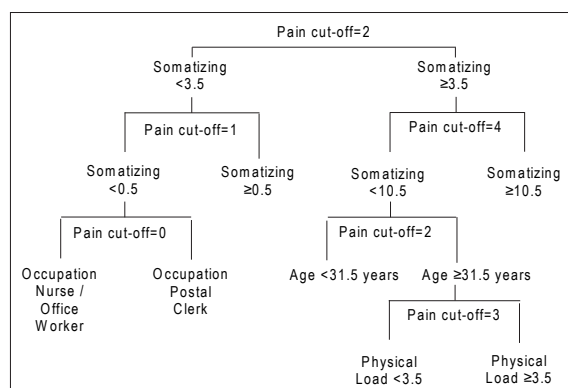 Pain cut-off=2
Somatizing
<3.5
Somatizing
≥3.5
Pain cut-off=1
Pain cut-off=4
Somatizing
<0.5
Somatizing
≥0.5
Somatizing
<10.5
Somatizing
≥10.5
Pain cut-off=0
Pain cut-off=2
Occupation
Nurse /
Office
Worker
Occupation
Postal
Clerk
Age <31.5 years
Age ≥31.5 years
Pain cut-off=3
Physical
Load <3.5
Physical
Load ≥3.5